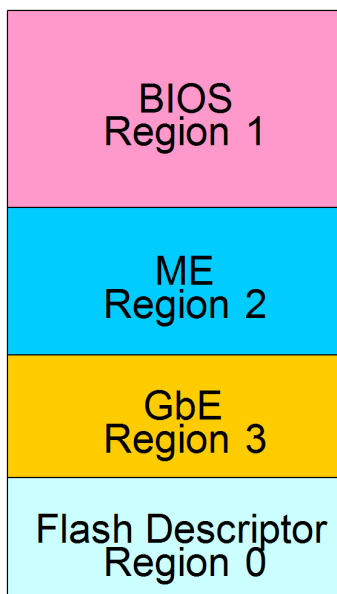 BIOS
Region 1
ME
Region 2
GbE
Region 3
Flash Descriptor
Region 0